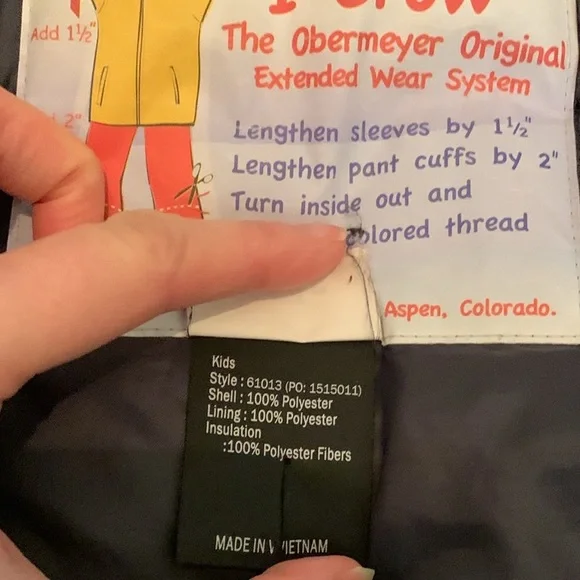 Add 1½"
2"
The Obermeyer Original
Extended Wear System
Lengthen sleeves by 1½"
Lengthen pant cuffs by 2"
Turn inside out and
thread
Aspen, Colorado.
Kids
Style : 61013 (PO: 1515011)
Shell : 100% Polyester
Lining : 100% Polyester
Insulation
:100% Polyester Fibers
MADE IN VIETNAM